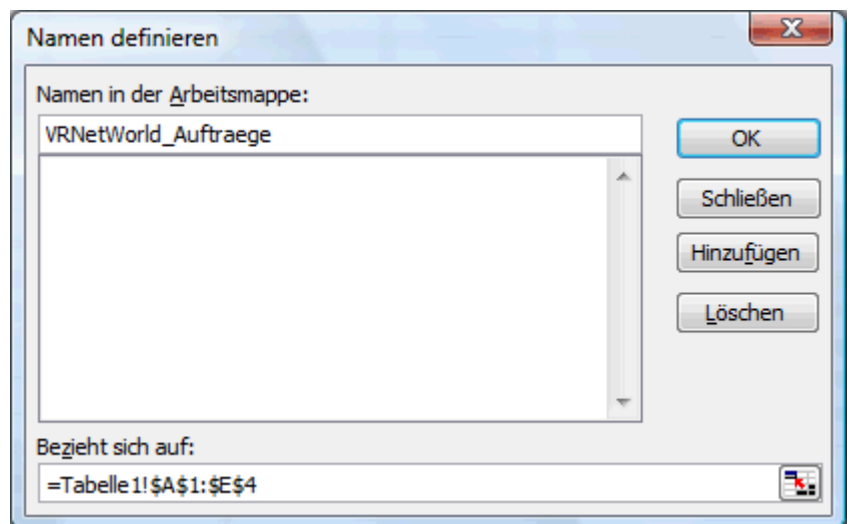 Namen definieren
Namen in der Arbeitsmappe:
VRNetWorld_Auftraege
OK
Schließen
Hinzufügen
Löschen
Bezieht sich auf:
=Tabelle1!$A$1:$E$4